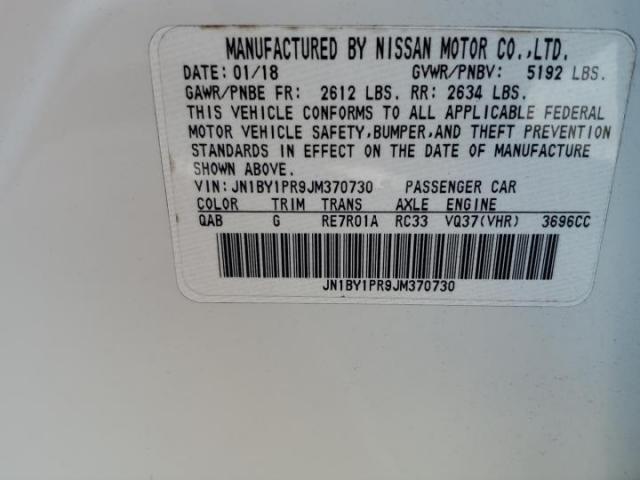 MANUFACTURED BY NISSAN MOTOR CO.,LTD.
DATE: 01/18 GVWR/PNBV: 5192 LBS.
GAWR/PNBE FR: 2612 LBS. RR: 2634 LBS.
THIS VEHICLE CONFORMS TO ALL APPLICABLE FEDERAL
MOTOR VEHICLE SAFETY,BUMPER,AND THEFT PREVENTION
STANDARDS IN EFFECT ON THE DATE OF MANUFACTURE
SHOWN ABOVE.
VIN: JN1BY1PR9JM370730 PASSENGER CAR
COLOR TRIM TRANS AXLE ENGINE
QAB G RE7R01A RC33 VQ37(VHR) 3696CC
JN1BY1PR9JM370730